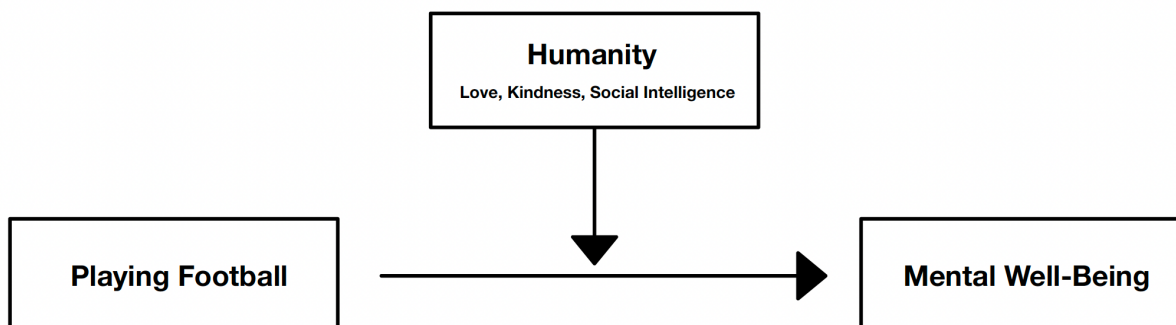 Humanity
Love, Kindness, Social Intelligence
Playing Football
Mental Well-Being